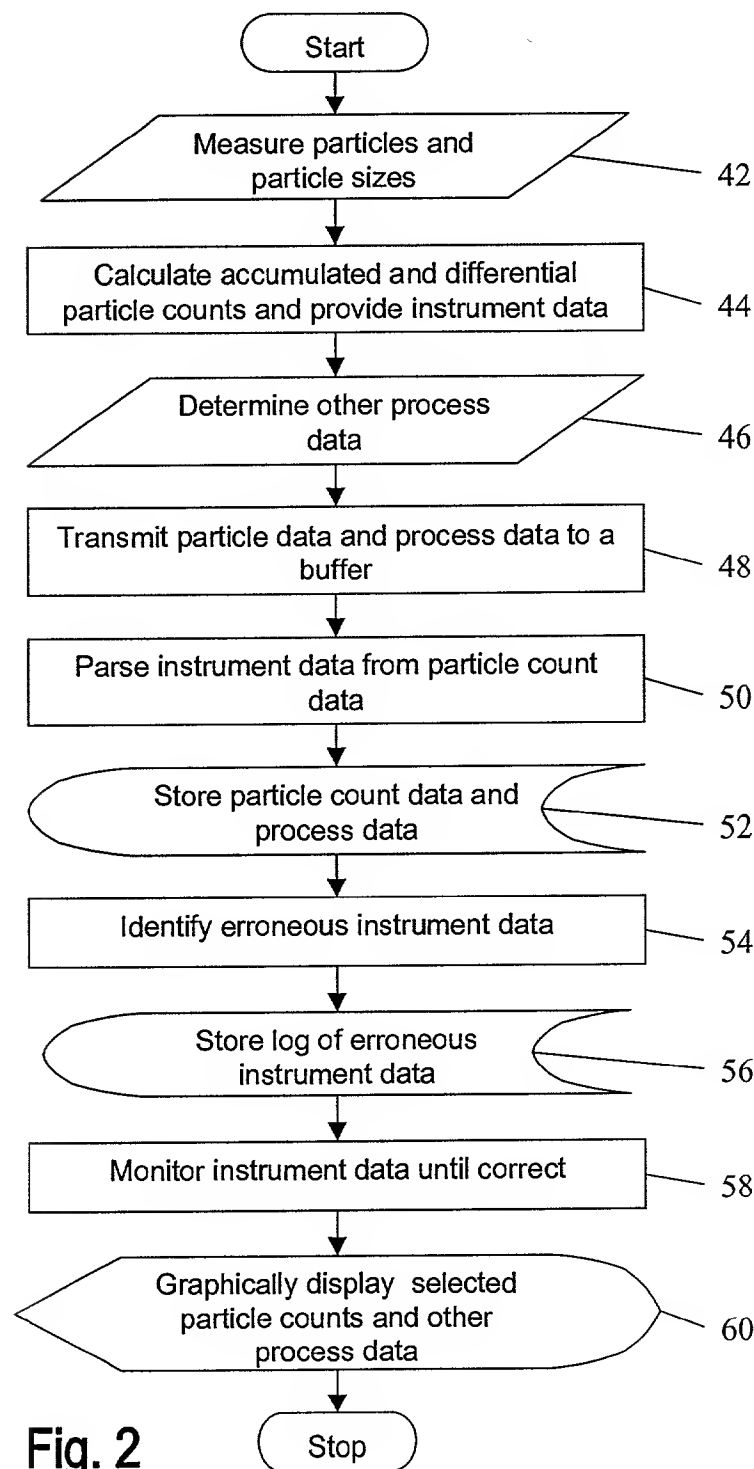 Start
Measure particles and
particle sizes
42
Calculate accumulated and differential
particle counts and provide instrument data
44
Determine other process
data
46
Transmit particle data and process data to a
buffer
48
Parse instrument data from particle count
data
50
Store particle count data and
process data
52
Identify erroneous instrument data
54
Store log of erroneous
instrument data
56
Monitor instrument data until correct
58
Graphically display selected
particle counts and other
process data
60
Stop
Fig. 2